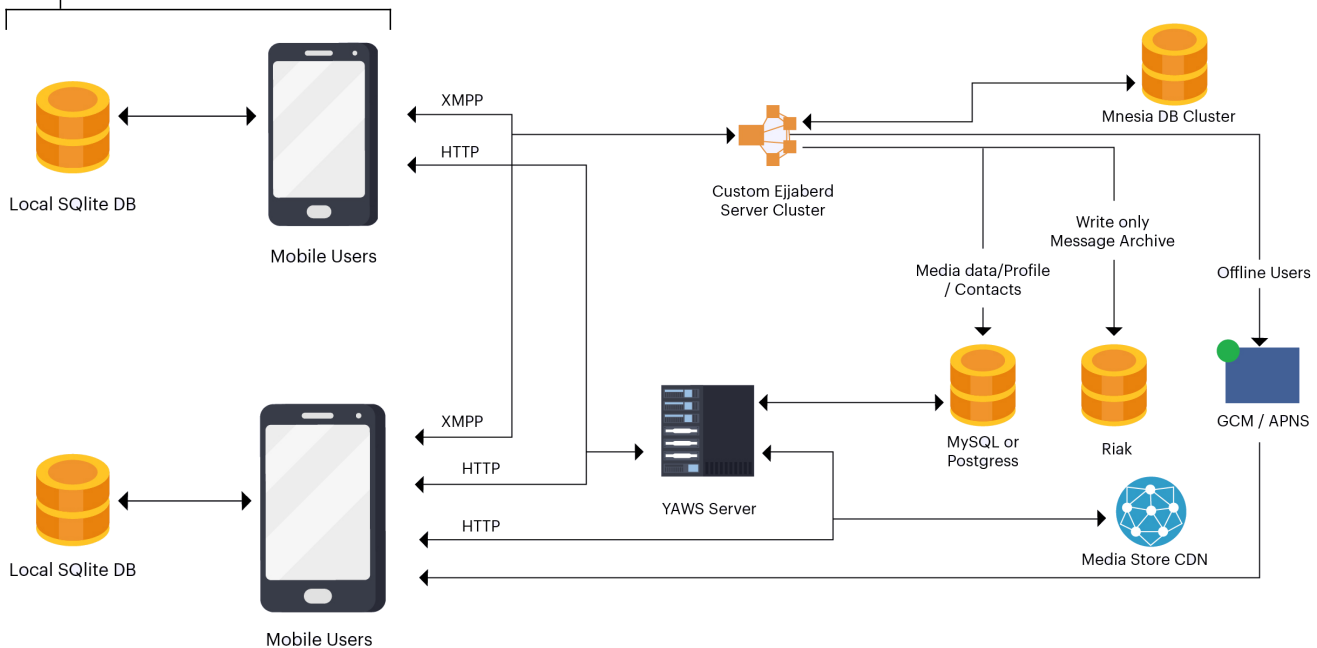 XMPP
HTTP
Local SQlite DB
Mobile Users
Custom Ejjaberd
Server Cluster
Mnesia DB Cluster
Write only
Message Archive
Media data/Profile
/ Contacts
Offline Users
XMPP
HTTP
HTTP
Local SQlite DB
Mobile Users
YAWS Server
MySQL or
Postgress
Riak
GCM / APNS
Media Store CDN